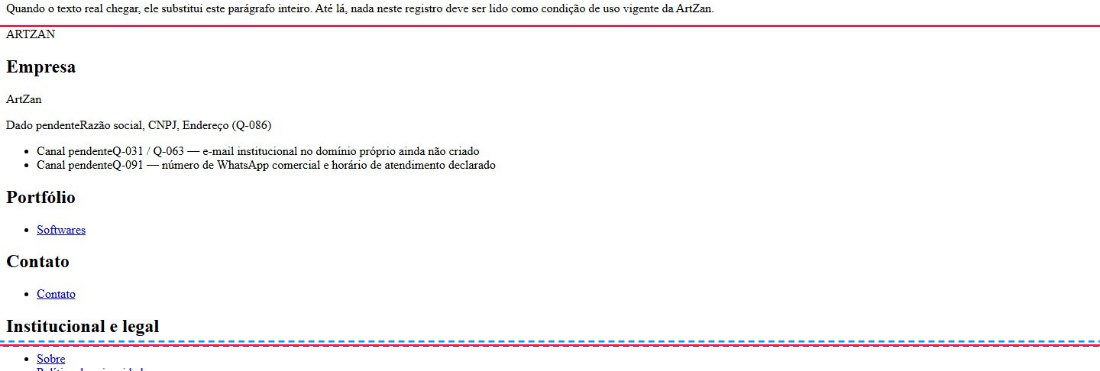 Quando o texto real chegar, ele substitui este parágrafo inteiro. Até lá, nada neste registro deve ser lido como condição de uso vigente da ArtZan.
ARTZAN
Empresa
ArtZan
Dado pendenteRazão social, CNPJ, Endereço (Q-086)
Canal pendenteQ-031 / Q-063 — e-mail institucional no domínio próprio ainda não criado
Canal pendenteQ-091 — número de WhatsApp comercial e horário de atendimento declarado
Portfólio
Softwares
Contato
Contato
Institucional e legal
Sobre